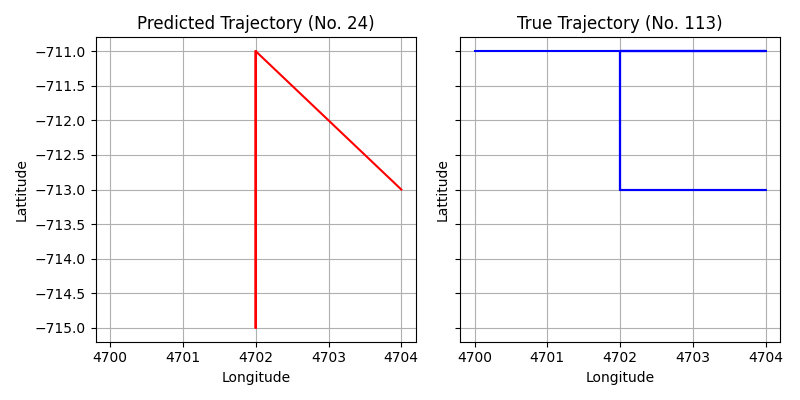 Predicted Trajectory (No. 24)
−711.0
−711.5
−712.0
−712.5
−713.0
−713.5
−714.0
−714.5
−715.0
Lattitude
4700 4701 4702 4703 4704
Longitude
True Trajectory (No. 113)
Lattitude
4700 4701 4702 4703 4704
Longitude